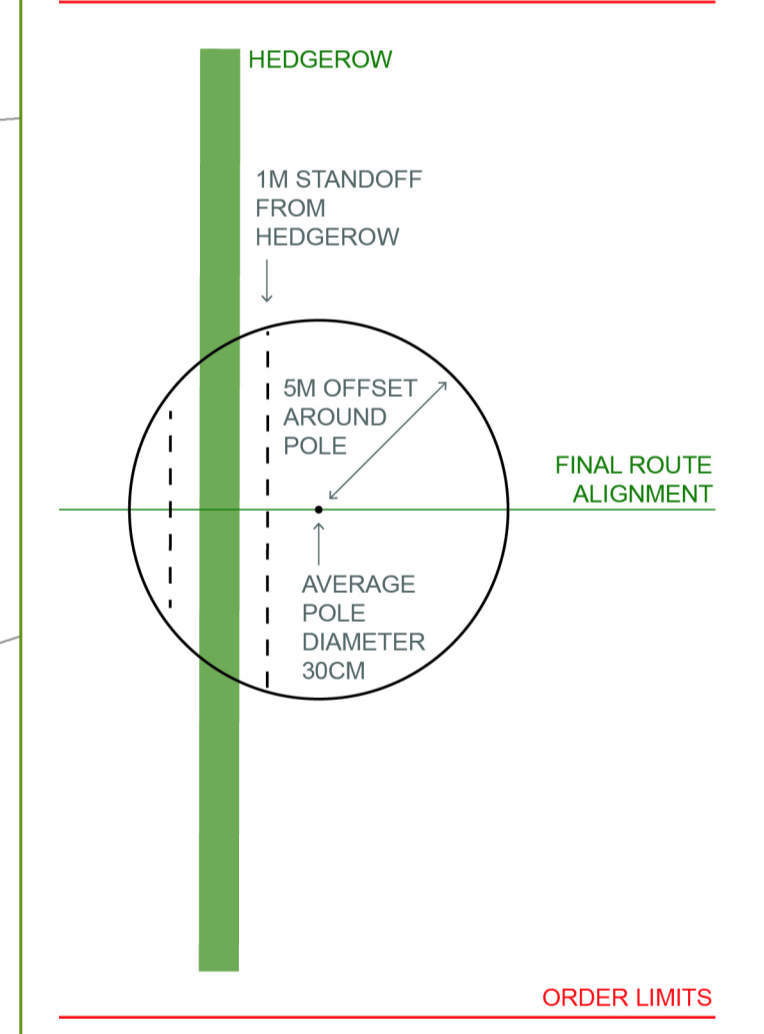 HEDGEROW
1M STANDOFF
FROM
HEDGEROW
5M OFFSET
AROUND
POLE
FINAL ROUTE
ALIGNMENT
AVERAGE
POLE
DIAMETER
30CM
ORDER LIMITS